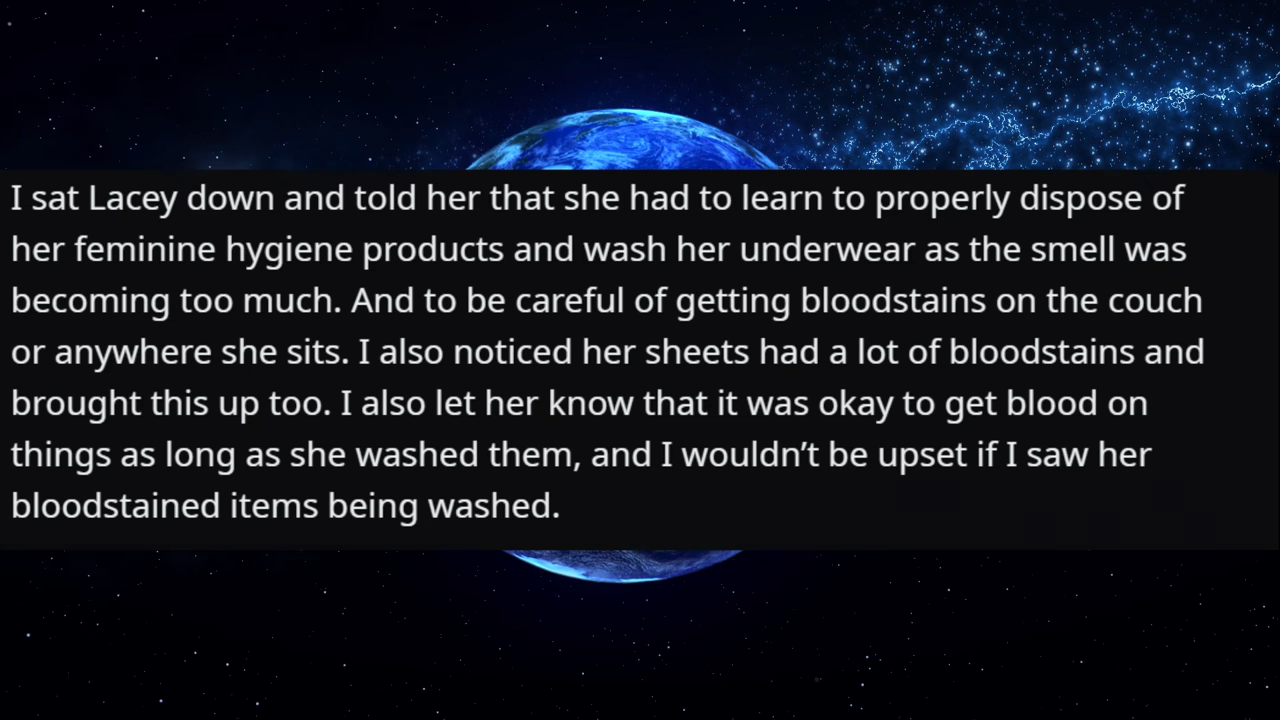 I sat Lacey down and told her that she had to learn to properly dispose of
her feminine hygiene products and wash her underwear as the smell was
becoming too much. And to be careful of getting bloodstains on the couch
or anywhere she sits. I also noticed her sheets had a lot of bloodstains and
brought this up too. I also let her know that it was okay to get blood on
things as long as she washed them, and I wouldn’t be upset if I saw her
bloodstained items being washed.